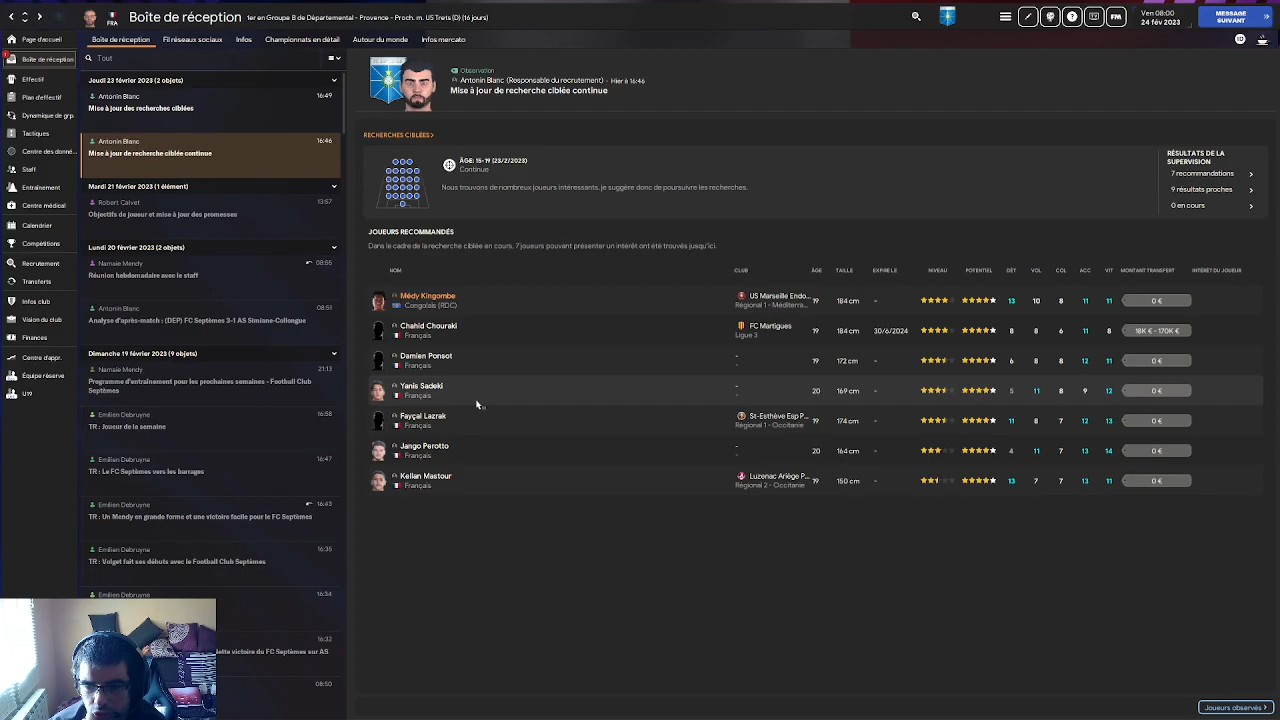 FRA
Boîte de réception
1er en Groupe B de Départemental - Provence - Proch. m. US Trets (D) (16 jours)
FM
Ven 08:00
24 fév 2023
MESSAGE SUIVANT
Page d'accueil
1
Boîte de réception
Effectif
Plan d'effectif
Dynamique de grp.
Tactiques
Centre des donné...
Staff
Entraînement
Centre médical
Calendrier
Compétitions
Recrutement
Transferts
Infos club
Vision du club
Finances
Centre d'appr.
Équipe réserve
U19
Boîte de réception
Fil réseaux sociaux
Infos
Championnats en détail
Autour du monde
Infos mercato
Tout
Jeudi 23 février 2023 (2 objets)
Antonin Blanc 16:49
Mise à jour des recherches ciblées
Antonin Blanc 16:46
Mise à jour de recherche ciblée continue
Mardi 21 février 2023 (1 élément)
Robert Calvet 13:57
Objectifs de joueur et mise à jour des promesses
Lundi 20 février 2023 (2 objets)
Namaie Mendy 08:56
Réunion hebdomadaire avec le staff
Antonin Blanc 08:51
Analyse d'après-match : (DEP) FC Septèmes 3-1 AS Simiane-Collongue
Dimanche 19 février 2023 (9 objets)
Namaie Mendy 21:13
Programme d'entraînement pour les prochaines semaines - Football Club
Septèmes
Emilien Debruyne 16:58
TR : Joueur de la semaine
Emilien Debruyne 16:47
TR : Le FC Septèmes vers les barrages
Emilien Debruyne 16:43
TR : Un Mendy en grande forme et une victoire facile pour le FC Septèmes
Emilien Debruyne 16:35
TR : Volget fait ses débuts avec le Football Club Septèmes
Emilien Debruyne 16:34
16:32
lette victoire du FC Septèmes sur AS
08:50
Observation
Antonin Blanc (Responsable du recrutement) - Hier à 16:46
Mise à jour de recherche ciblée continue
RECHERCHES CIBLÉES>
ÂGE: 15-19 (23/2/2023)
Continue
Nous trouvons de nombreux joueurs intéressants, je suggère donc de poursuivre les recherches.
RÉSULTATS DE LA SUPERVISION
7 recommandations
9 résultats proches
0 en cours
JOUEURS RECOMMANDÉS
Dans le cadre de la recherche ciblée en cours, 7 joueurs pouvant présenter un intérêt ont été trouvés jusqu'ici.
NOM CLUB ÂGE TAILLE EXPIRE LE NIVEAU POTENTIEL DÉT VOL COL ACC VIT MONTANT TRANSFERT INTÉRÊT DU JOUEUR
Médy Kingombe US Marseille Endo... 19 184 cm - 13 10 8 11 11 0 €
Congolais (RDC) Régional 1 - Méditerra...
Chahid Chouraki FC Martigues 19 184 cm 30/6/2024 8 8 6 11 8 18K € - 170K €
Français Ligue 3
Damien Ponsot - 19 172 cm - 6 8 8 12 11 0 €
Français -
Yanis Sadeki - 20 169 cm - 5 11 8 9 12 0 €
Français -
Fayçal Lazrak St-Esthève Esp P... 19 174 cm - 11 8 7 12 13 0 €
Français Régional 1 - Occitanie
Jango Perotto - 20 164 cm - 4 11 7 13 14 0 €
Français -
Kellan Mastour Luzenac Ariège P... 19 150 cm - 13 7 7 13 11 0 €
Français Régional 2 - Occitanie
Joueurs observés >